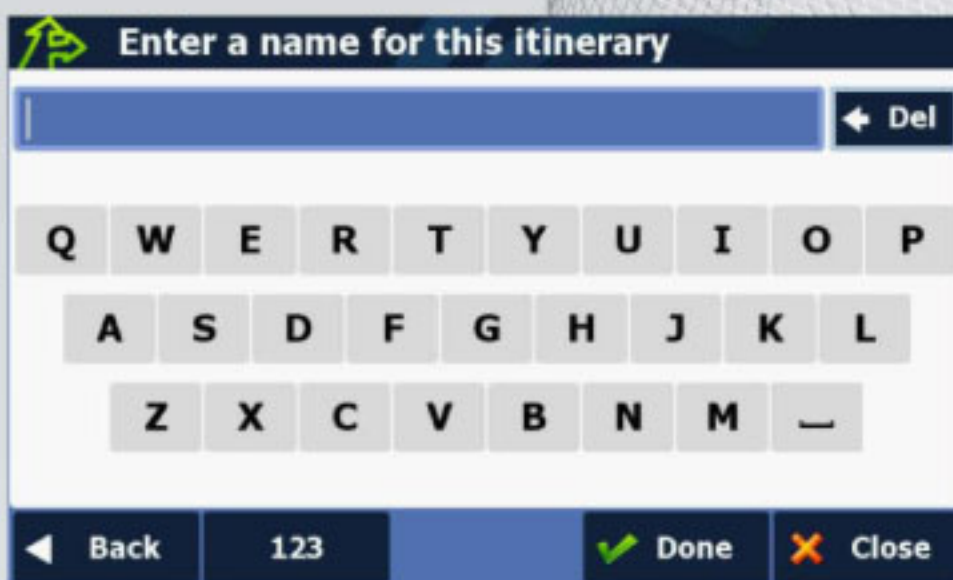 Enter a name for this itinerary
Del
Q W E R T Y U I O P
A S D F G H J K L
Z X C V B N M
Back 123 Done Close